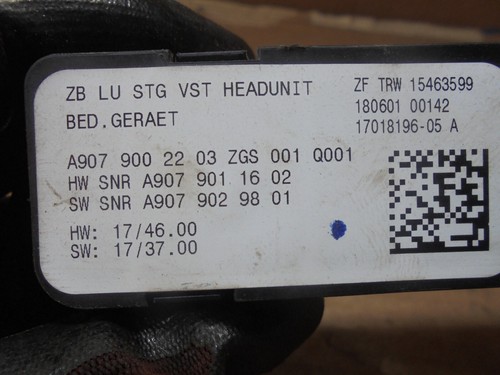 ZB LU STG VST HEADUNIT
BED.GERAET
ZF TRW 15463599
180601 00142
17018196-05 A
A907 900 22 03 ZGS 001 Q001
HW SNR A907 901 16 02
SW SNR A907 902 98 01
HW: 17/46.00
SW: 17/37.00